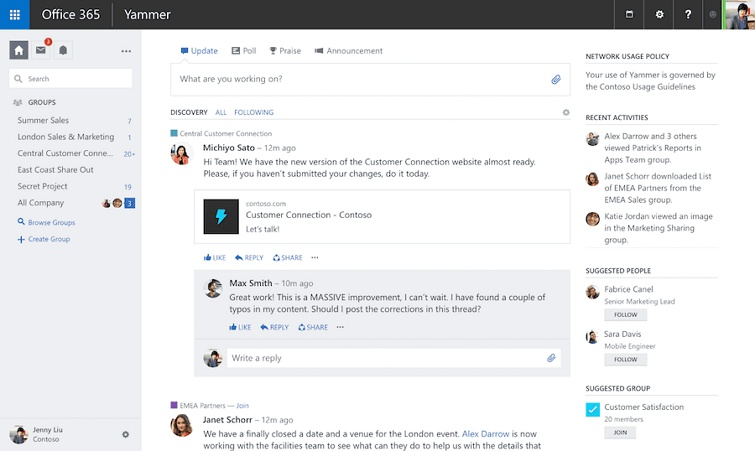 Office 365 Yammer
?
3
Search
GROUPS
Summer Sales 7
London Sales & Marketing 1
Central Customer Conne... 20+
East Coast Share Out
Secret Project 19
All Company 3
Browse Groups
+ Create Group
Jenny Liu
Contoso
Update Poll Praise Announcement
What are you working on?
DISCOVERY ALL FOLLOWING
Central Customer Connection
Michiyo Sato – 12m ago
Hi Team! We have the new version of the Customer Connection website almost ready.
Please, if you haven't submitted your changes, do it today.
contoso.com
Customer Connection - Contoso
Let's talk!
LIKE REPLY SHARE ...
Max Smith – 10m ago
Great work! This is a MASSIVE improvement, I can't wait. I have found a couple of
typos in my content. Should I post the corrections in this thread?
LIKE REPLY SHARE ...
Write a reply
EMEA Partners — Join
Janet Schorr – 12m ago
We have a finally closed a date and a venue for the London event. Alex Darrow is now
working with the facilities team to see what can they do to help us with the details that
NETWORK USAGE POLICY
Your use of Yammer is governed by
the Contoso Usage Guidelines
RECENT ACTIVITIES
Alex Darrow and 3 others
viewed Patrick's Reports in
Apps Team group.
Janet Schorr downloaded List
of EMEA Partners from the
EMEA Sales group.
Katie Jordan viewed an image
in the Marketing Sharing
group.
SUGGESTED PEOPLE
Fabrice Canel
Senior Marketing Lead
FOLLOW
Sara Davis
Mobile Engineer
FOLLOW
SUGGESTED GROUP
Customer Satisfaction
20 members
JOIN